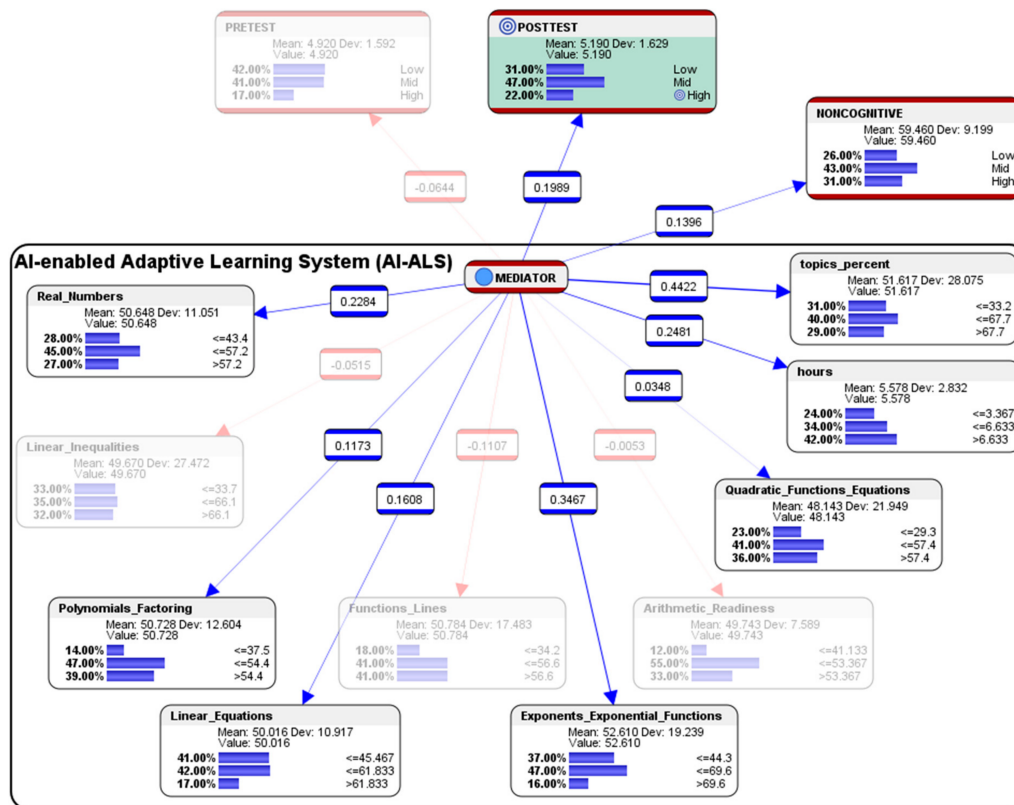 PRETEST
Mean: 4.920 Dev: 1.592
Value: 4.920
42.00% Low
41.00% Mid
17.00% High
POSTTEST
Mean: 5.190 Dev: 1.629
Value: 5.190
31.00% Low
47.00% Mid
22.00% High
NONCOGNITIVE
Mean: 59.460 Dev: 9.199
Value: 59.460
26.00% Low
43.00% Mid
31.00% High
-0.0644
0.1989
0.1396
AI-enabled Adaptive Learning System (AI-ALS)
MEDIATOR
Real_Numbers
Mean: 50.648 Dev: 11.051
Value: 50.648
28.00% <=43.4
45.00% <=57.2
27.00% >57.2
0.2284
0.4422
topics_percent
Mean: 51.617 Dev: 28.075
Value: 51.617
31.00% <=33.2
40.00% <=67.7
29.00% >67.7
0.2481
-0.0515
0.0348
hours
Mean: 5.578 Dev: 2.832
Value: 5.578
24.00% <=3.367
34.00% <=6.633
42.00% >6.633
Linear_Inequalities
Mean: 49.670 Dev: 27.472
Value: 49.670
33.00% <=33.7
35.00% <=66.1
32.00% >66.1
0.1173
-0.1107
-0.0053
0.1608
0.3467
Quadratic_Functions_Equations
Mean: 48.143 Dev: 21.949
Value: 48.143
23.00% <=29.3
41.00% <=57.4
36.00% >57.4
Polynomials_Factoring
Mean: 50.728 Dev: 12.604
Value: 50.728
14.00% <=37.5
47.00% <=54.4
39.00% >54.4
Functions_Lines
Mean: 50.784 Dev: 17.483
Value: 50.784
18.00% <=34.2
41.00% <=56.6
41.00% >56.6
Arithmetic_Readiness
Mean: 49.743 Dev: 7.589
Value: 49.743
12.00% <=41.133
55.00% <=53.367
33.00% >53.367
Linear_Equations
Mean: 50.016 Dev: 10.917
Value: 50.016
41.00% <=45.467
42.00% <=61.833
17.00% >61.833
Exponents_Exponential_Functions
Mean: 52.610 Dev: 19.239
Value: 52.610
37.00% <=44.3
47.00% <=69.6
16.00% >69.6